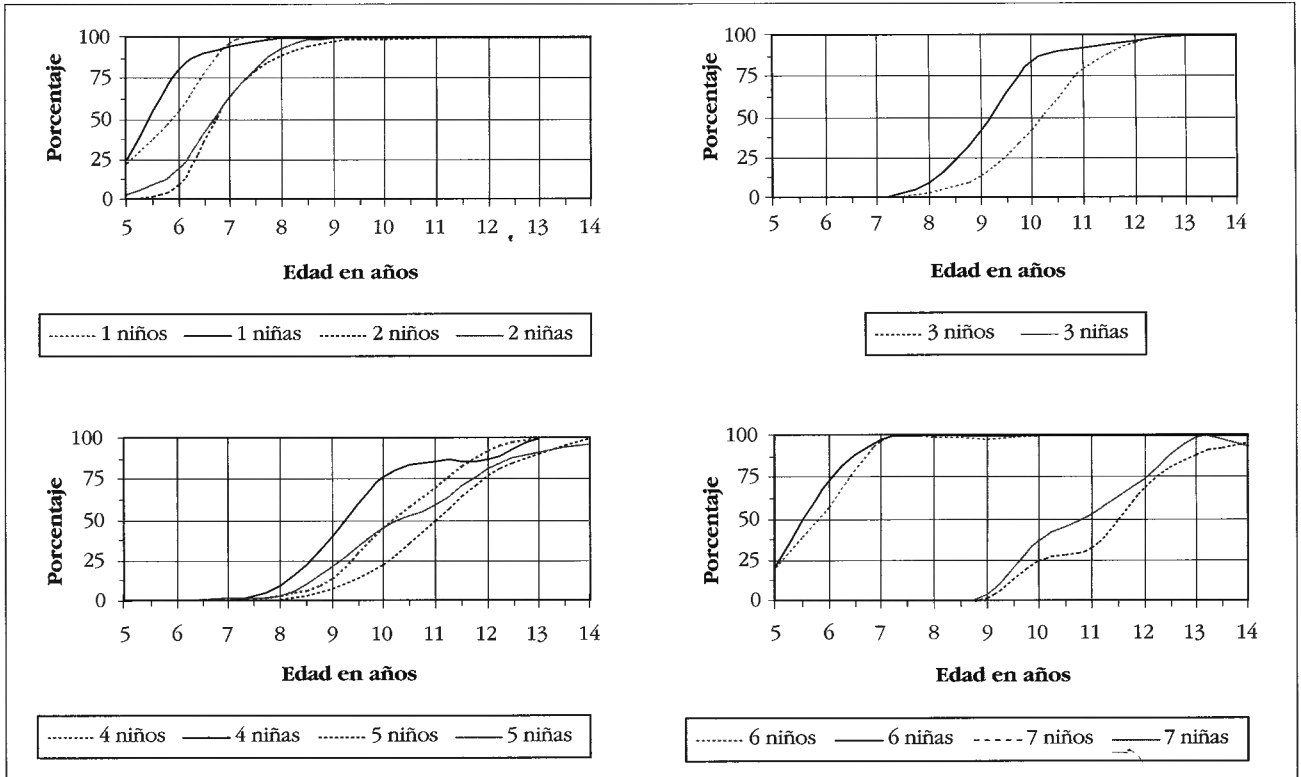 Porcentaje
100
75
50
25
0
5 6 7 8 9 10 11 12 13 14
Edad en años
1 niños 1 niñas 2 niños 2 niñas
Porcentaje
100
75
50
25
0
5 6 7 8 9 10 11 12 13 14
Edad en años
3 niños 3 niñas
Porcentaje
100
75
50
25
0
5 6 7 8 9 10 11 12 13 14
Edad en años
4 niños 4 niñas 5 niños 5 niñas
Porcentaje
100
75
50
25
0
5 6 7 8 9 10 11 12 13 14
Edad en años
6 niños 6 niñas 7 niños 7 niñas